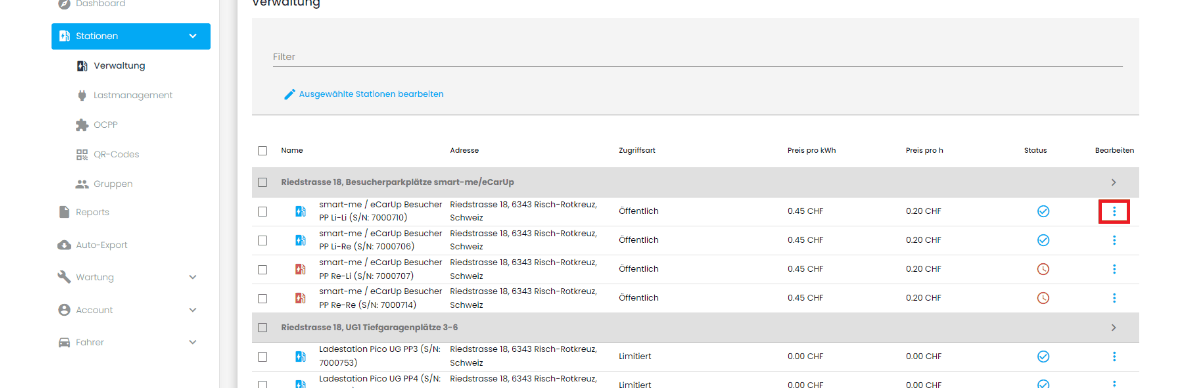 Verwaltung
Dashboard
Stationen
Verwaltung
Lastmanagement
OCPP
QR-Codes
Gruppen
Reports
Auto-Export
Wartung
Account
Fahrer
Filter
Ausgewählte Stationen bearbeiten
Name Adresse Zugriffsart Preis pro kWh Preis pro h Status Bearbeiten
Riedstrasse 18, Besucherparkplätze smart-me/eCarUp
smart-me / eCarUp Besucher Riedstrasse 18, 6343 Risch-Rotkreuz,
PP Li-Li (S/N: 7000710) Schweiz Öffentlich 0.45 CHF 0.20 CHF
smart-me / eCarUp Besucher Riedstrasse 18, 6343 Risch-Rotkreuz,
PP Li-Re (S/N: 7000706) Schweiz Öffentlich 0.45 CHF 0.20 CHF
smart-me / eCarUp Besucher Riedstrasse 18, 6343 Risch-Rotkreuz,
PP Re-Li (S/N: 7000707) Schweiz Öffentlich 0.45 CHF 0.20 CHF
smart-me / eCarUp Besucher Riedstrasse 18, 6343 Risch-Rotkreuz,
PP Re-Re (S/N: 7000714) Schweiz Öffentlich 0.45 CHF 0.20 CHF
Riedstrasse 18, UG1 Tiefgaragenplätze 3-6
Ladestation Pico UG PP3 (S/N: Riedstrasse 18, 6343 Risch-Rotkreuz,
7000753) Schweiz Limitiert 0.00 CHF 0.00 CHF
Ladestation Pico UG PP4 (S/N: Riedstrasse 18, 6343 Risch-Rotkreuz,
Limitiert 0.00 CHF 0.00 CHF